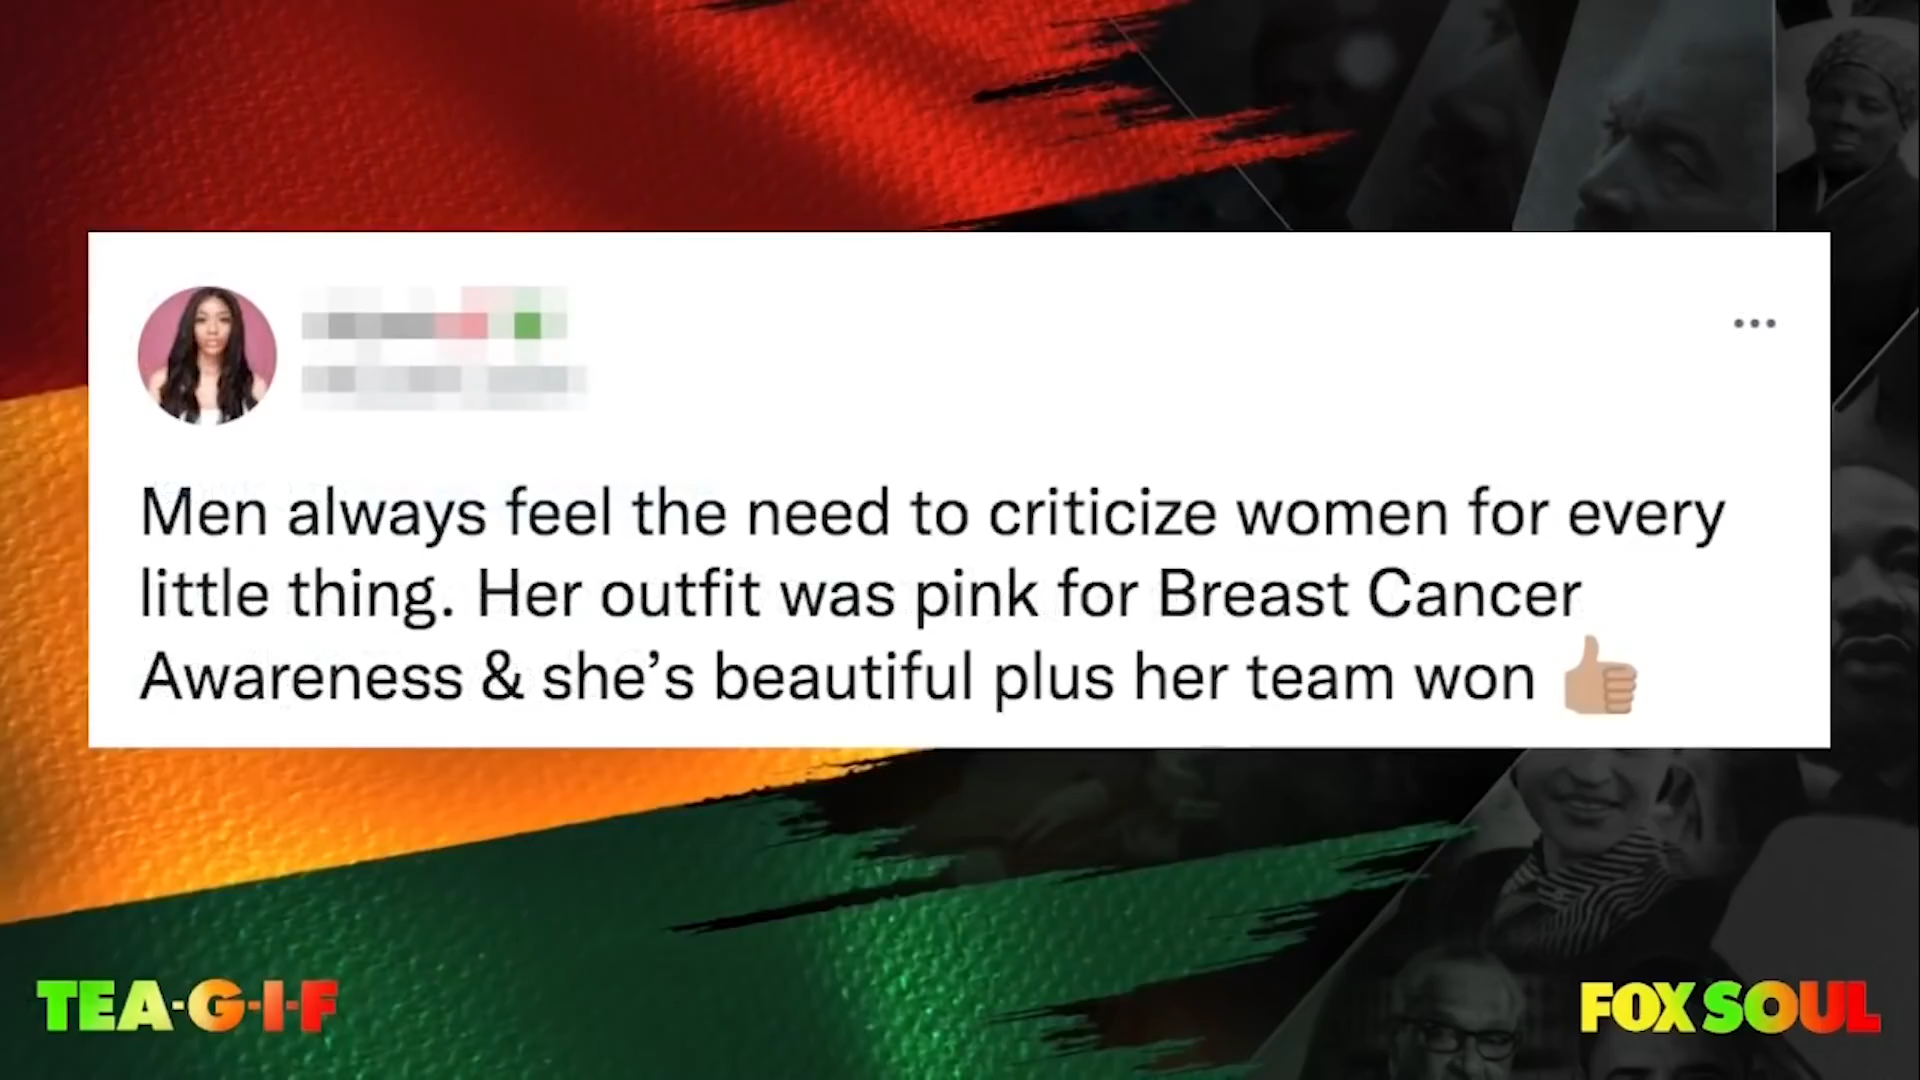 Men always feel the need to criticize women for every
little thing. Her outfit was pink for Breast Cancer
Awareness & she’s beautiful plus her team won 👍🏼
TEA-G-I-F
FOX SOUL